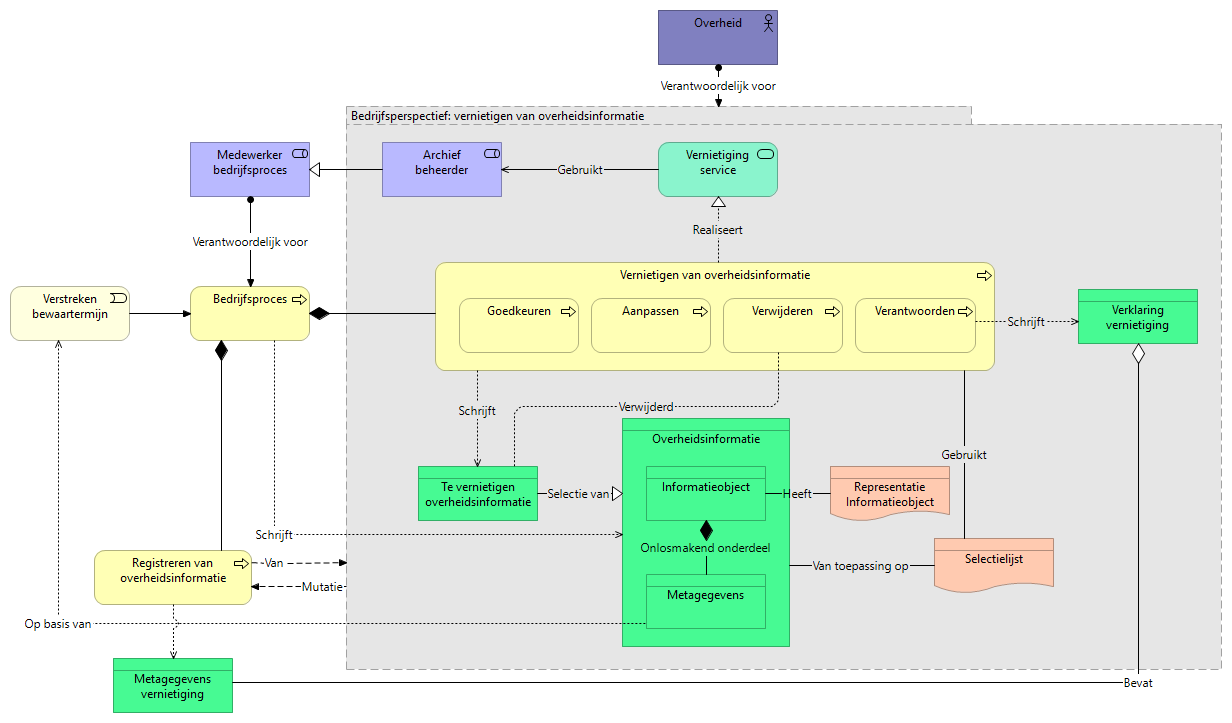 Overheid
Verantwoordelijk voor
Bedrijfsperspectief: vernietigen van overheidsinformatie
Medewerker
bedrijfsproces
Archief
beheerder
Gebruikt
Vernietiging
service
Verantwoordelijk voor
Realiseert
Verstreken
bewaartermijn
Bedrijfsproces
Vernietigen van overheidsinformatie
Goedkeuren
Aanpassen
Verwijderen
Verantwoorden
Schrijft
Verklaring
vernietiging
Schrijft
Verwijderd
Overheidsinformatie
Gebruikt
Te vernietigen
overheidsinformatie
Selectie van
Informatieobject
Heeft
Representatie
Informatieobject
Schrijft
Onlosmakend onderdeel
Registreren van
overheidsinformatie
Van
Mutatie
Van toepassing op
Selectielijst
Metagegevens
Op basis van
Metagegevens
vernietiging
Bevat